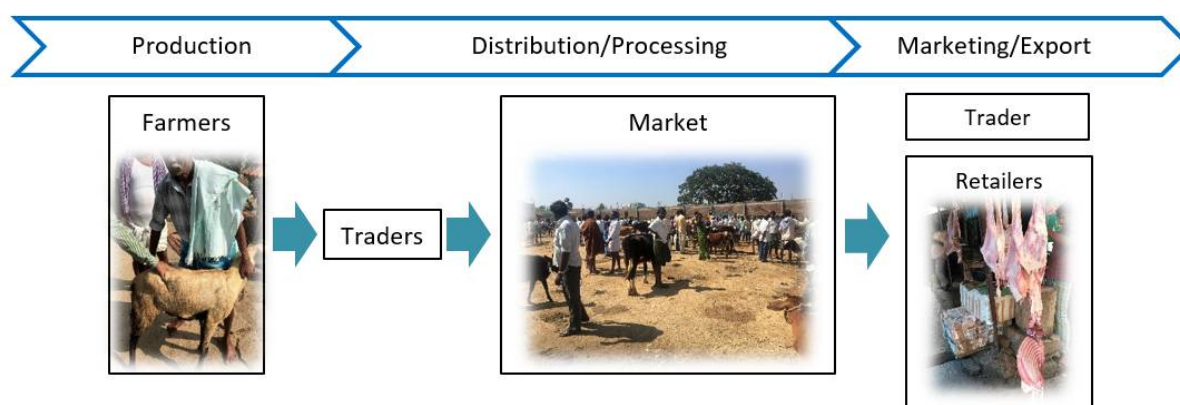 Production
Distribution/Processing
Marketing/Export
Farmers
Traders
Market
Trader
Retailers